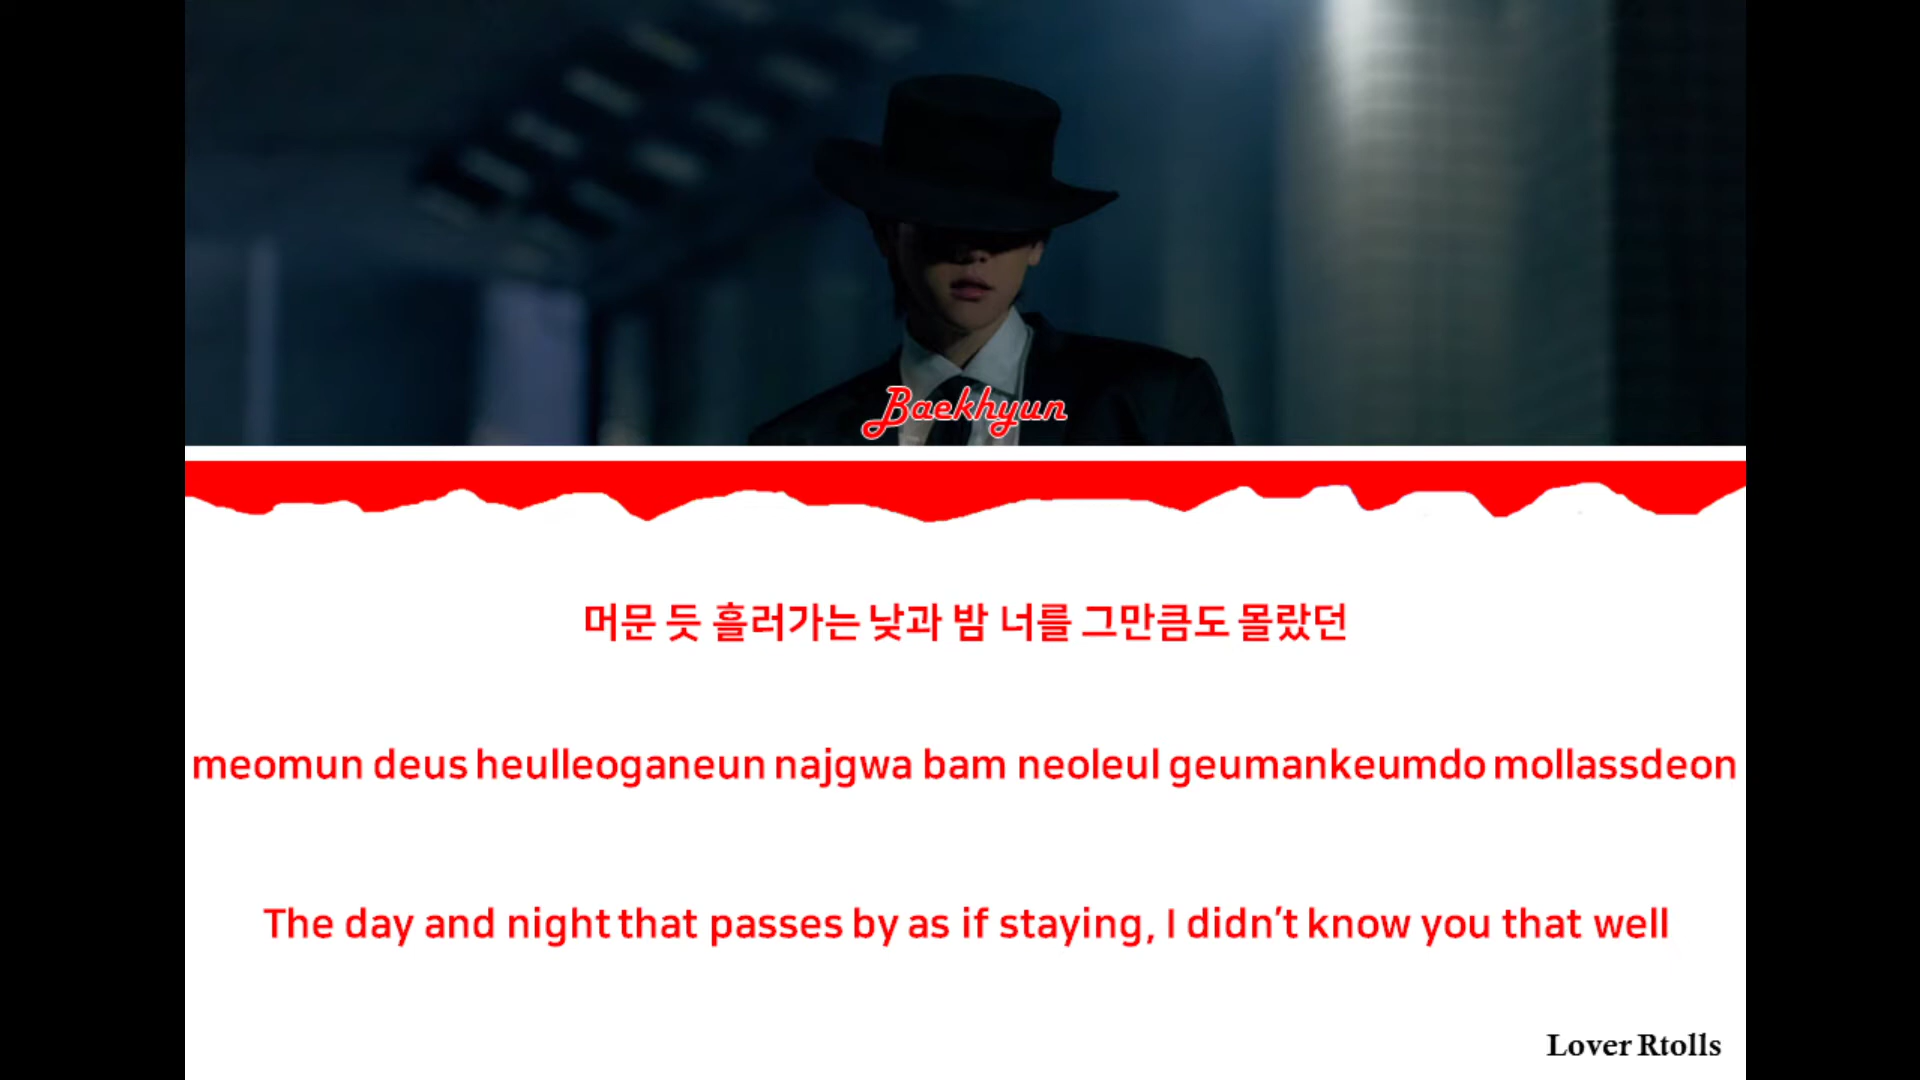 Baekhyun
머문 듯 흘러가는 낮과 밤 너를 그만큼도 몰랐던
meomun deus heulleoganeun najgwa bam neoleul geumankeumdo mollassdeon
The day and night that passes by as if staying, I didn't know you that well
Lover Rtolls